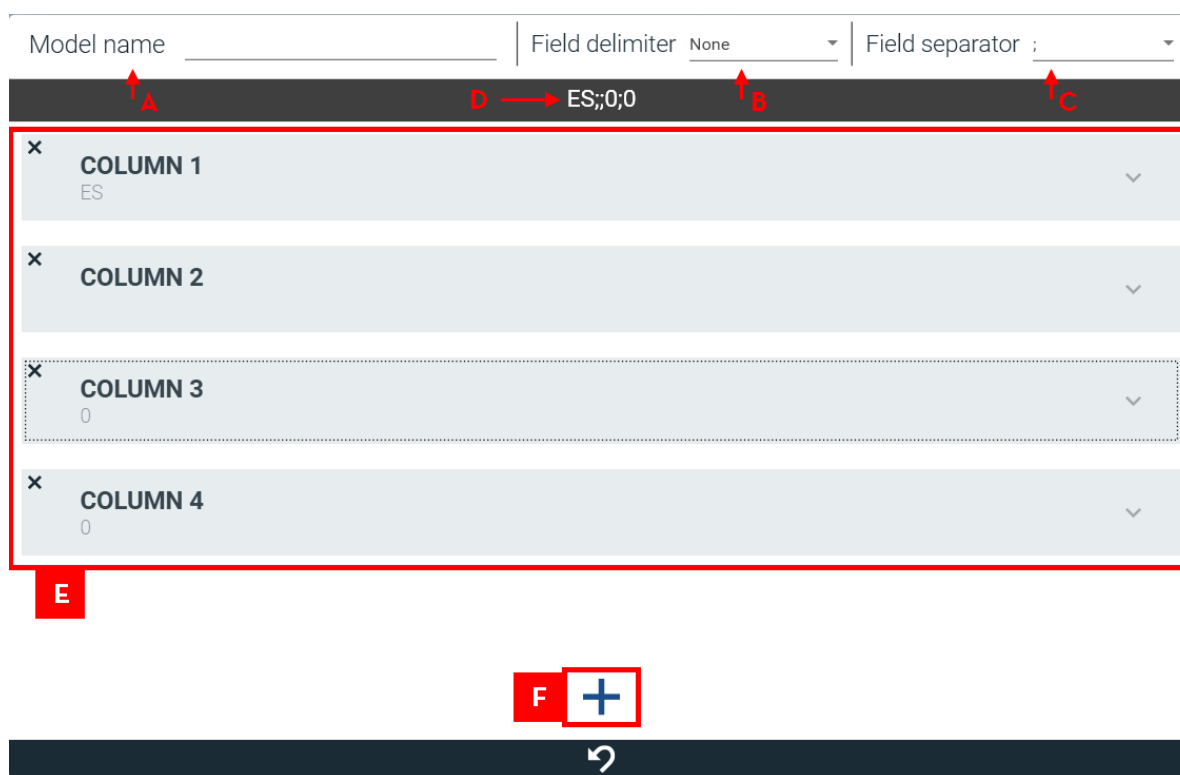 Model name
Field delimiter None
Field separator ;
A
D
ES;;0;0
B
C
COLUMN 1
ES
COLUMN 2
COLUMN 3
0
COLUMN 4
0
E
F